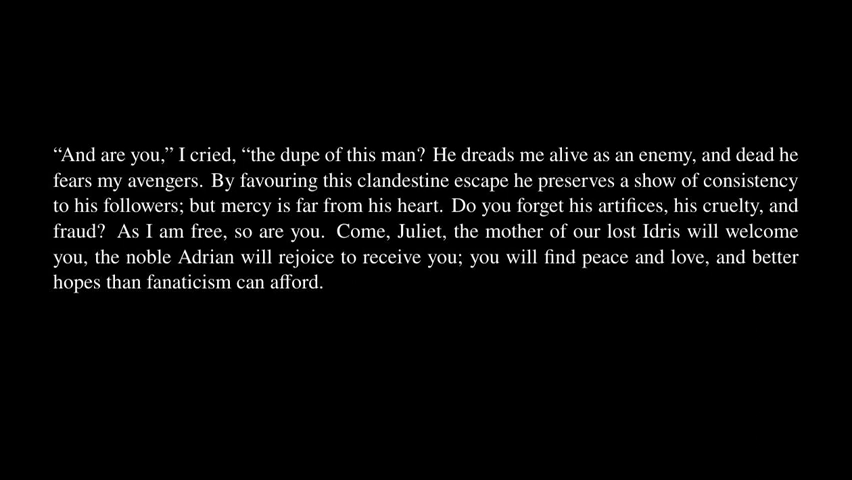 “And are you,” I cried, “the dupe of this man? He dreads me alive as an enemy, and dead he
fears my avengers. By favouring this clandestine escape he preserves a show of consistency
to his followers; but mercy is far from his heart. Do you forget his artifices, his cruelty, and
fraud? As I am free, so are you. Come, Juliet, the mother of our lost Idris will welcome
you, the noble Adrian will rejoice to receive you; you will find peace and love, and better
hopes than fanaticism can afford.